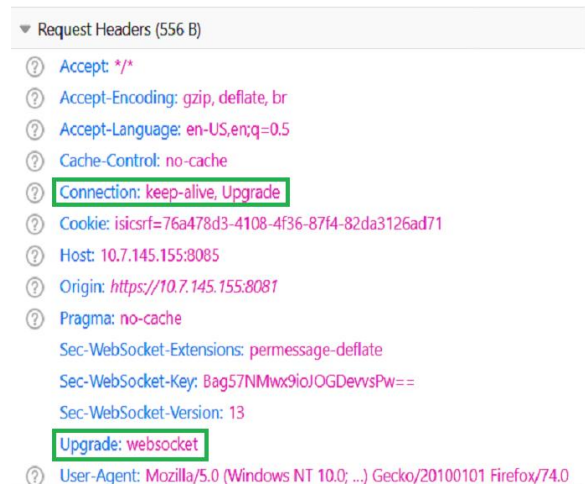 Request Headers (556 B)
Accept: */*
Accept-Encoding: gzip, deflate, br
Accept-Language: en-US,en;q=0.5
Cache-Control: no-cache
Connection: keep-alive, Upgrade
Cookie: isicsrf=76a478d3-4108-4f36-87f4-82da3126ad71
Host: 10.7.145.155:8085
Origin: https://10.7.145.155:8081
Pragma: no-cache
Sec-WebSocket-Extensions: permessage-deflate
Sec-WebSocket-Key: Bag57NMwx9ioJOGDevvsPw==
Sec-WebSocket-Version: 13
Upgrade: websocket
User-Agent: Mozilla/5.0 (Windows NT 10.0; ...) Gecko/20100101 Firefox/74.0